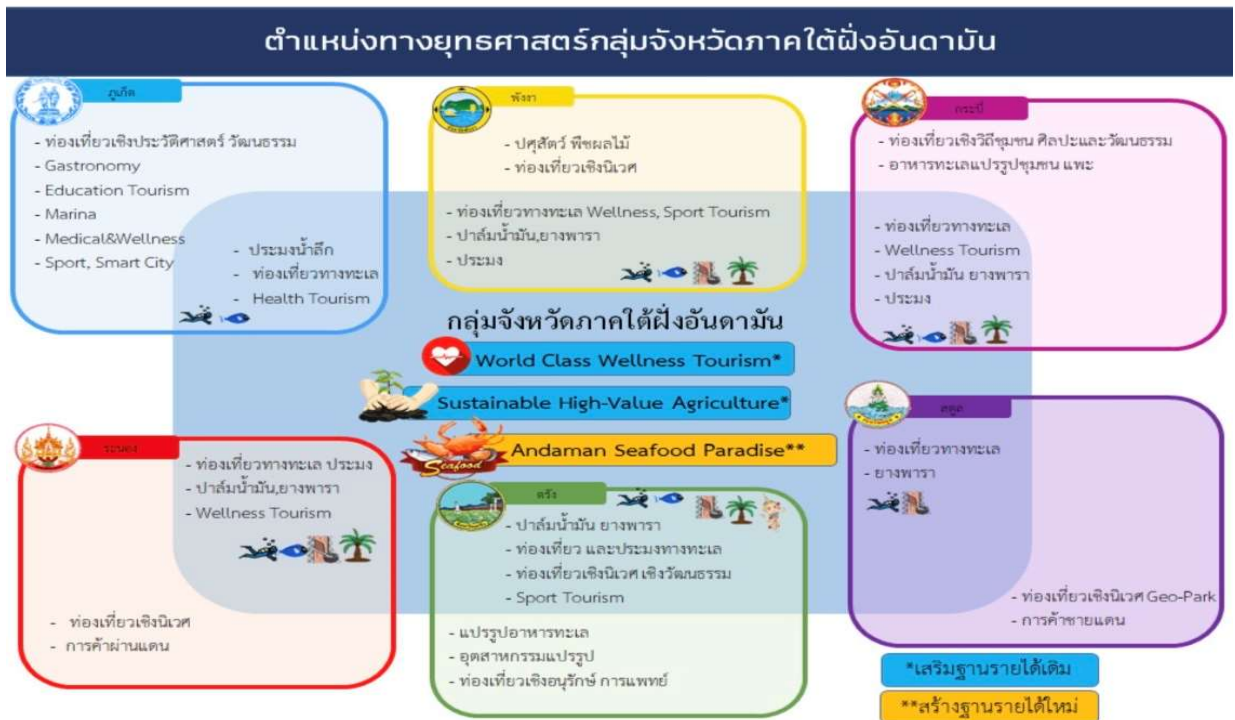 ตำแหน่งทางยุทธศาสตร์กลุ่มจังหวัดภาคใต้ฝั่งอันดามัน
ภูเก็ต
- ท่องเที่ยวเชิงประวัติศาสตร์ วัฒนธรรม
- Gastronomy
- Education Tourism
- Marina
- Medical&Wellness
- Sport, Smart City
- ประมงน้ำลึก
- ท่องเที่ยวทางทะเล
- Health Tourism
พังงา
- ปศุสัตว์ พืชผลไม้
- ท่องเที่ยวเชิงนิเวศ
- ท่องเที่ยวทางทะเล Wellness, Sport Tourism
- ปาล์มน้ำมัน,ยางพารา
- ประมง
กระบี่
- ท่องเที่ยวเชิงวิถีชุมชน ศิลปะและวัฒนธรรม
- อาหารทะเลแปรรูปชุมชน แพะ
- ท่องเที่ยวทางทะเล
- Wellness Tourism
- ปาล์มน้ำมัน ยางพารา
- ประมง
กลุ่มจังหวัดภาคใต้ฝั่งอันดามัน
World Class Wellness Tourism*
Sustainable High-Value Agriculture*
Seafood
Andaman Seafood Paradise**
ระนอง
- ท่องเที่ยวทางทะเล ประมง
- ปาล์มน้ำมัน,ยางพารา
- Wellness Tourism
- ท่องเที่ยวเชิงนิเวศ
- การค้าผ่านแดน
ตรัง
- ปาล์มน้ำมัน ยางพารา
- ท่องเที่ยว และประมงทางทะเล
- ท่องเที่ยวเชิงนิเวศ เชิงวัฒนธรรม
- Sport Tourism
- แปรรูปอาหารทะเล
- อุตสาหกรรมแปรรูป
- ท่องเที่ยวเชิงอนุรักษ์ การแพทย์
สตูล
- ท่องเที่ยวทางทะเล
- ยางพารา
- ท่องเที่ยวเชิงนิเวศ Geo-Park
- การค้าชายแดน
*เสริมฐานรายได้เดิม
**สร้างฐานรายได้ใหม่